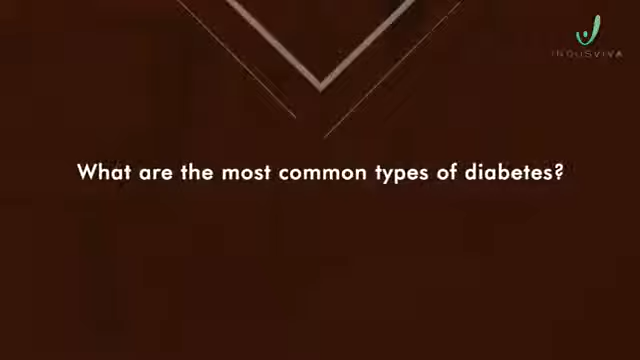 INDUSVIVA
What are the most common types of diabetes?